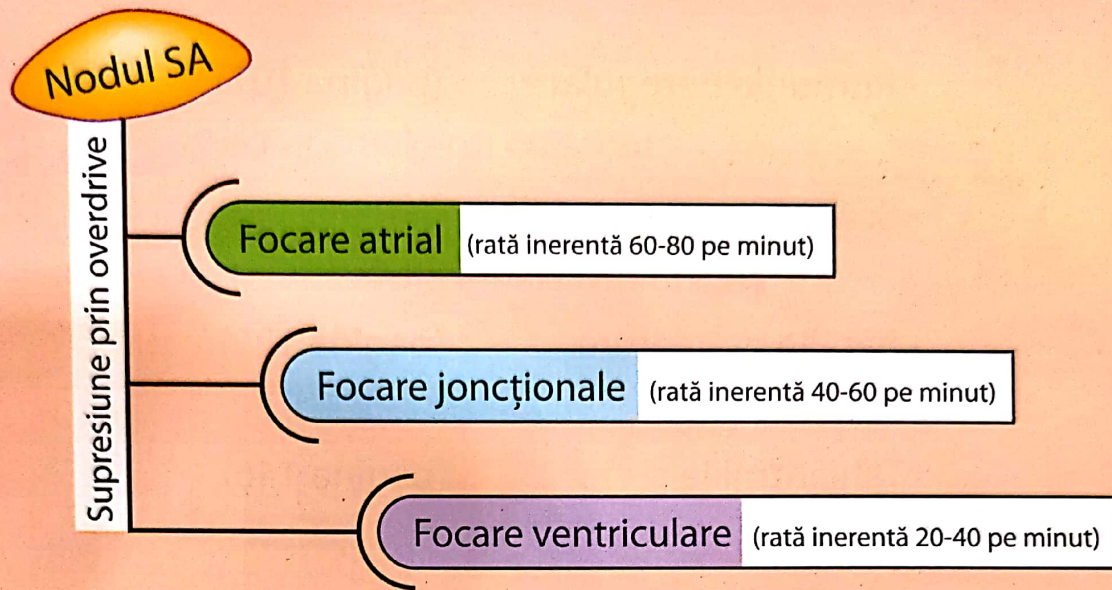 Nodul SA
Supresiune prin overdrive
Focare atrial (rată inerentă 60-80 pe minut)
Focare joncționale (rată inerentă 40-60 pe minut)
Focare ventriculare (rată inerentă 20-40 pe minut)